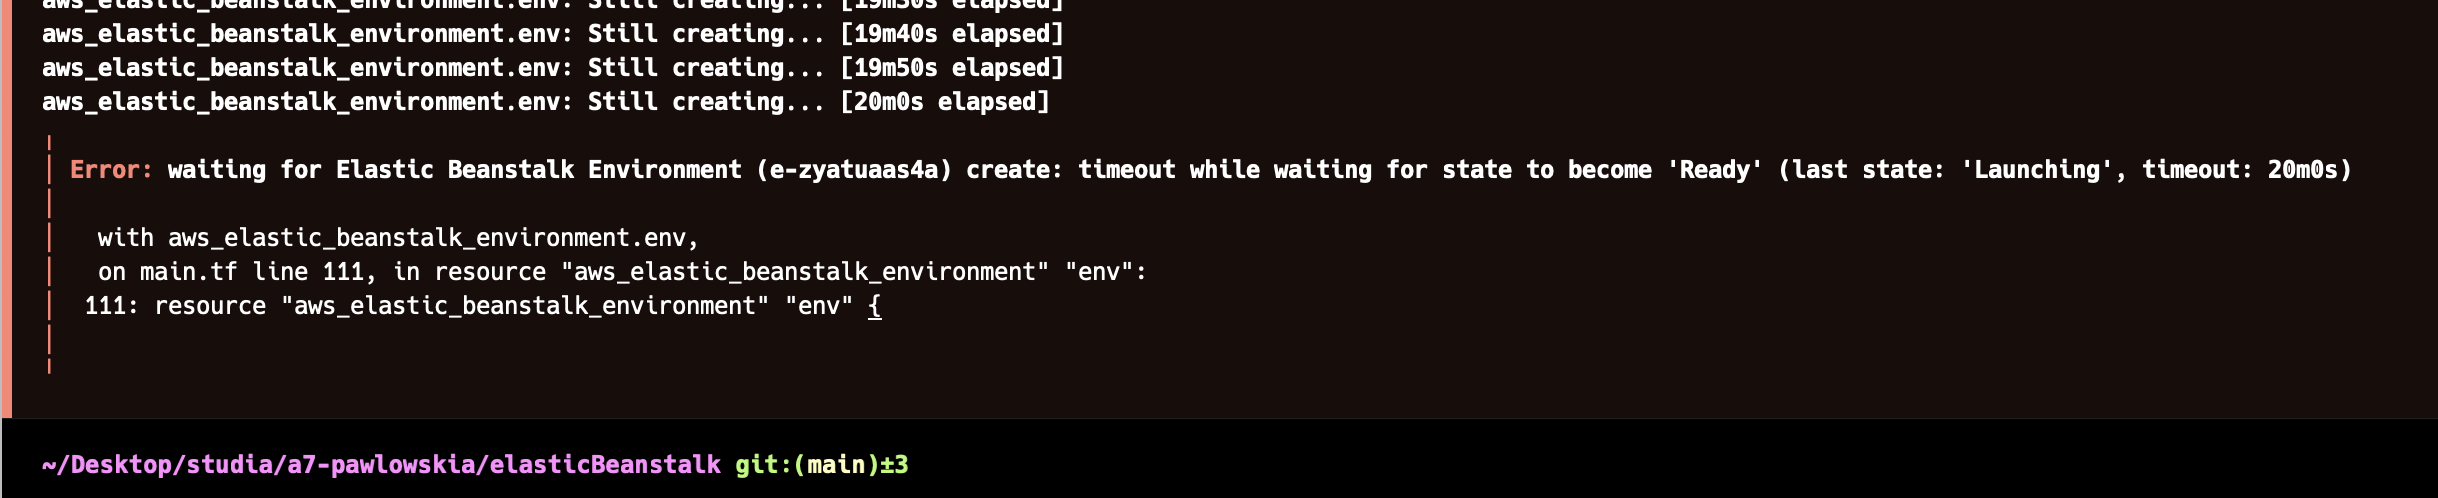 aws_elastic_beanstalk_environment.env: Still creating... [19m30s elapsed]
aws_elastic_beanstalk_environment.env: Still creating... [19m40s elapsed]
aws_elastic_beanstalk_environment.env: Still creating... [19m50s elapsed]
aws_elastic_beanstalk_environment.env: Still creating... [20m0s elapsed]
Error: waiting for Elastic Beanstalk Environment (e-zyatuaas4a) create: timeout while waiting for state to become 'Ready' (last state: 'Launching', timeout: 20m0s)
with aws_elastic_beanstalk_environment.env,
on main.tf line 111, in resource "aws_elastic_beanstalk_environment" "env":
111: resource "aws_elastic_beanstalk_environment" "env" {
~/Desktop/studia/a7-pawlowskia/elasticBeanstalk git:(main)±3